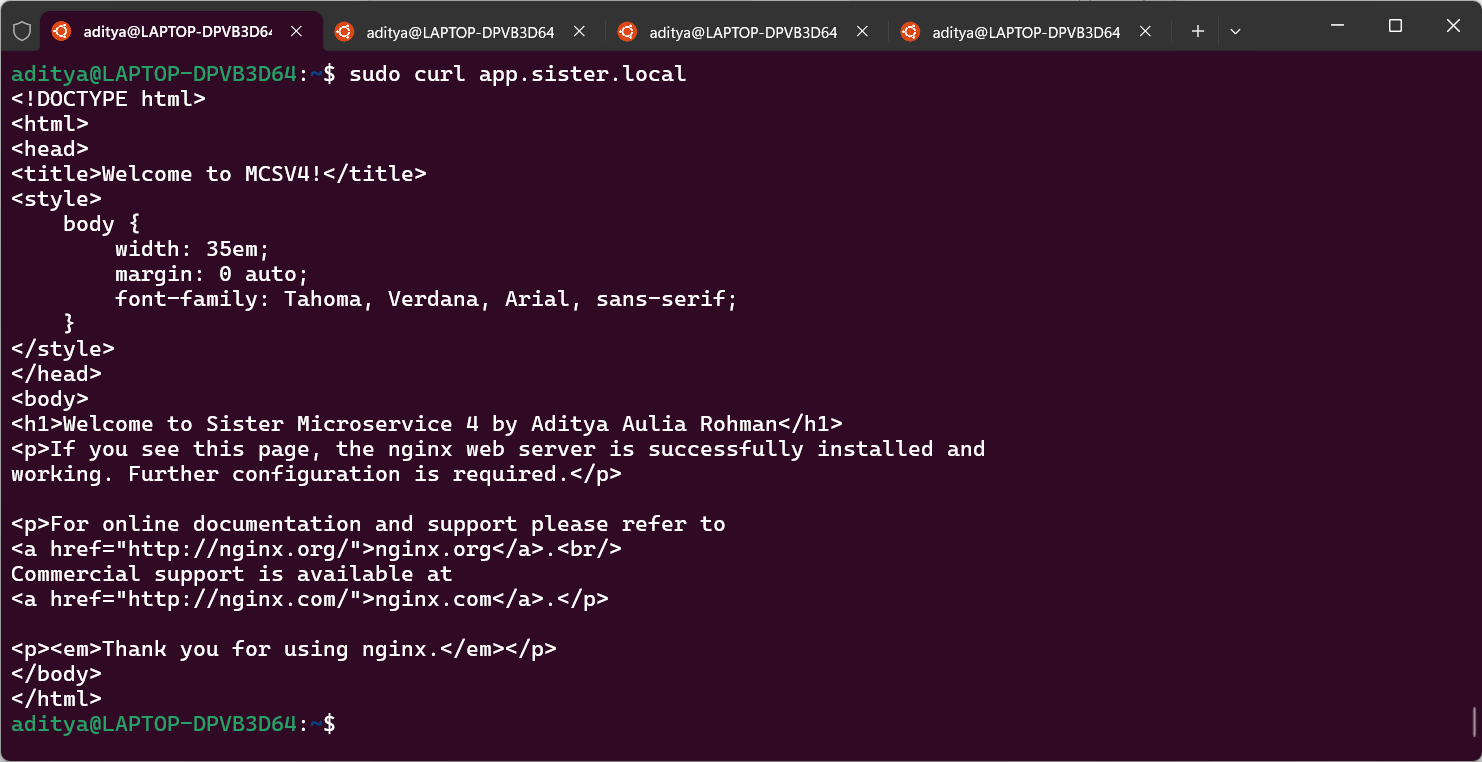 aditya@LAPTOP-DPVB3D64
aditya@LAPTOP-DPVB3D64
aditya@LAPTOP-DPVB3D64
aditya@LAPTOP-DPVB3D64
aditya@LAPTOP-DPVB3D64:~$ sudo curl app.sister.local
<!DOCTYPE html>
<html>
<head>
<title>Welcome to MCSV4!</title>
<style>
    body {
        width: 35em;
        margin: 0 auto;
        font-family: Tahoma, Verdana, Arial, sans-serif;
    }
</style>
</head>
<body>
<h1>Welcome to Sister Microservice 4 by Aditya Aulia Rohman</h1>
<p>If you see this page, the nginx web server is successfully installed and
working. Further configuration is required.</p>

<p>For online documentation and support please refer to
<a href="http://nginx.org/">nginx.org</a>.<br/>
Commercial support is available at
<a href="http://nginx.com/">nginx.com</a>.</p>

<p><em>Thank you for using nginx.</em></p>
</body>
</html>
aditya@LAPTOP-DPVB3D64:~$